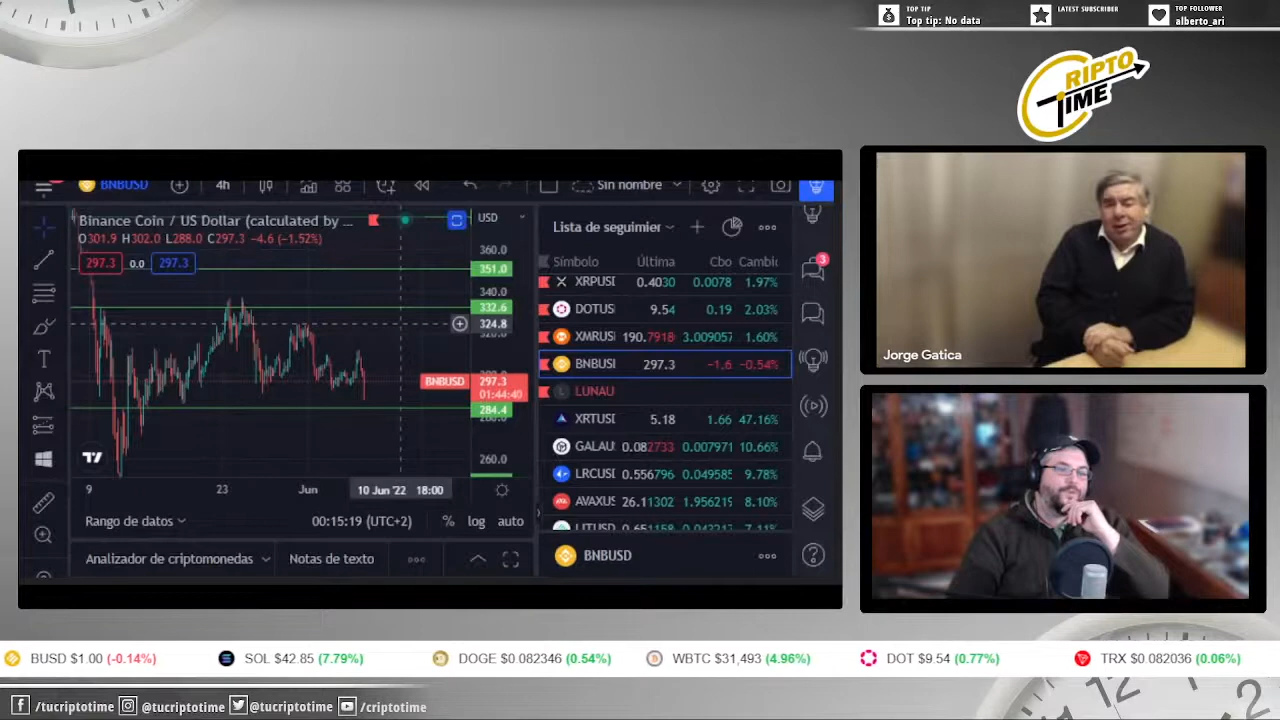 TOP TIP
Top tip: No data
LATEST SUBSCRIBER
TOP FOLLOWER
alberto_ari
CRIPTO
TIME
BNBUSD
4h
Sin nombre
Binance Coin / US Dollar (calculated by ...
O301.9 H302.0 L288.0 C297.3 −4.6 (−1.52%)
297.3 0.0 297.3
USD
360.0
351.0
340.0
332.6
324.8
BNBUSD 297.3
01:44:40
284.4
260.0
9 23 Jun 10 Jun '22 18:00
Rango de datos
00:15:19 (UTC+2)
% log auto
Analizador de criptomonedas
Notas de texto
Lista de seguimier
Símbolo Última Cbo Cambi
XRPUSI 0.4030 0.0078 1.97%
DOTUS 9.54 0.19 2.03%
XMRUS 190.7918 3.009057 1.60%
BNBUSI 297.3 −1.6 −0.54%
LUNAU
XRTUSI 5.18 1.66 47.16%
GALAU 0.082733 0.007971 10.66%
LRCUSI 0.556796 0.049585 9.78%
AVAXUS 26.11302 1.956219 8.10%
BNBUSD
3
Jorge Gatica
BUSD $1.00 (-0.14%)
SOL $42.85 (7.79%)
DOGE $0.082346 (0.54%)
WBTC $31,493 (4.96%)
DOT $9.54 (0.77%)
TRX $0.082036 (0.06%)
/tucriptotime
@tucriptotime
@tucriptotime
/criptotime
12
1
2